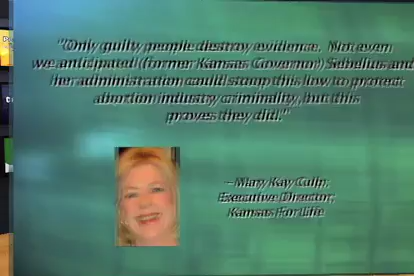 "Only guilty people destroy evidence. Not even
we anticipated (former Kansas Governor) Sebelius and
her administration could stoop this low to protect
abortion industry criminality, but this
proves they did."
–Mary Kay Culp,
Executive Director,
Kansas For Life